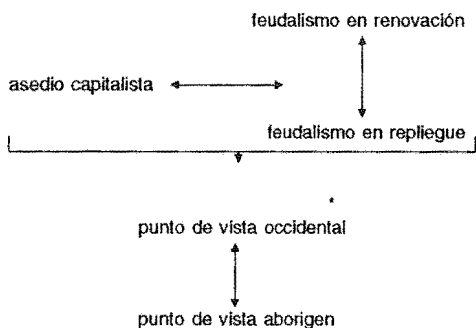 feudalismo en renovación
asedio capitalista
feudalismo en repliegue
punto de vista occidental
punto de vista aborigen